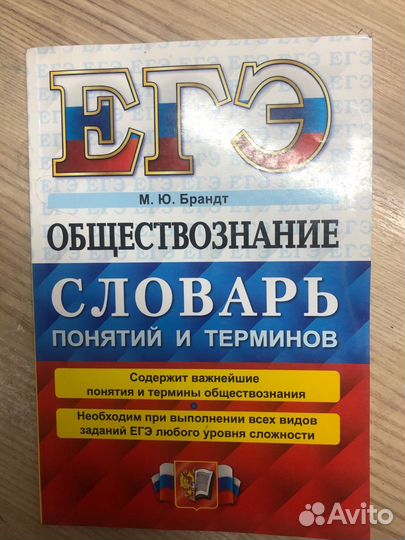 ЕГЭ
М. Ю. Брандт
ОБЩЕСТВОЗНАНИЕ
СЛОВАРЬ
ПОНЯТИЙ И ТЕРМИНОВ
Содержит важнейшие
понятия и термины обществознания
Необходим при выполнении всех видов
заданий ЕГЭ любого уровня сложности
Avito